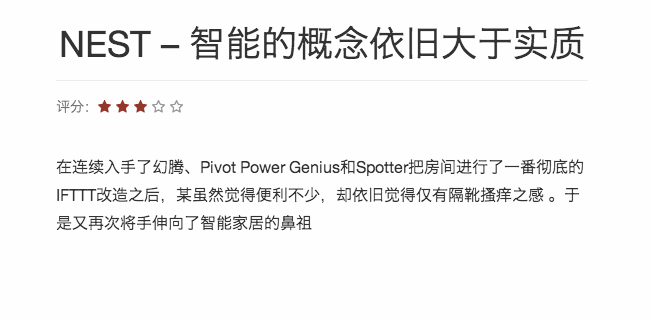 NEST – 智能的概念依旧大于实质
评分：
在连续入手了幻腾、Pivot Power Genius和Spotter把房间进行了一番彻底的
IFTTT改造之后，某虽然觉得便利不少，却依旧觉得仅有隔靴搔痒之感 。于
是又再次将手伸向了智能家居的鼻祖